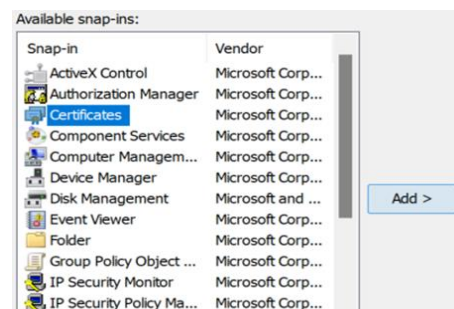 Available snap-ins:
Snap-in Vendor
ActiveX Control Microsoft Corp...
Authorization Manager Microsoft Corp...
Certificates Microsoft Corp...
Component Services Microsoft Corp...
Computer Managem... Microsoft Corp...
Device Manager Microsoft Corp...
Disk Management Microsoft and ...
Add >
Event Viewer Microsoft Corp...
Folder Microsoft Corp...
Group Policy Object ... Microsoft Corp...
IP Security Monitor Microsoft Corp...
IP Security Policy Ma... Microsoft Corp...